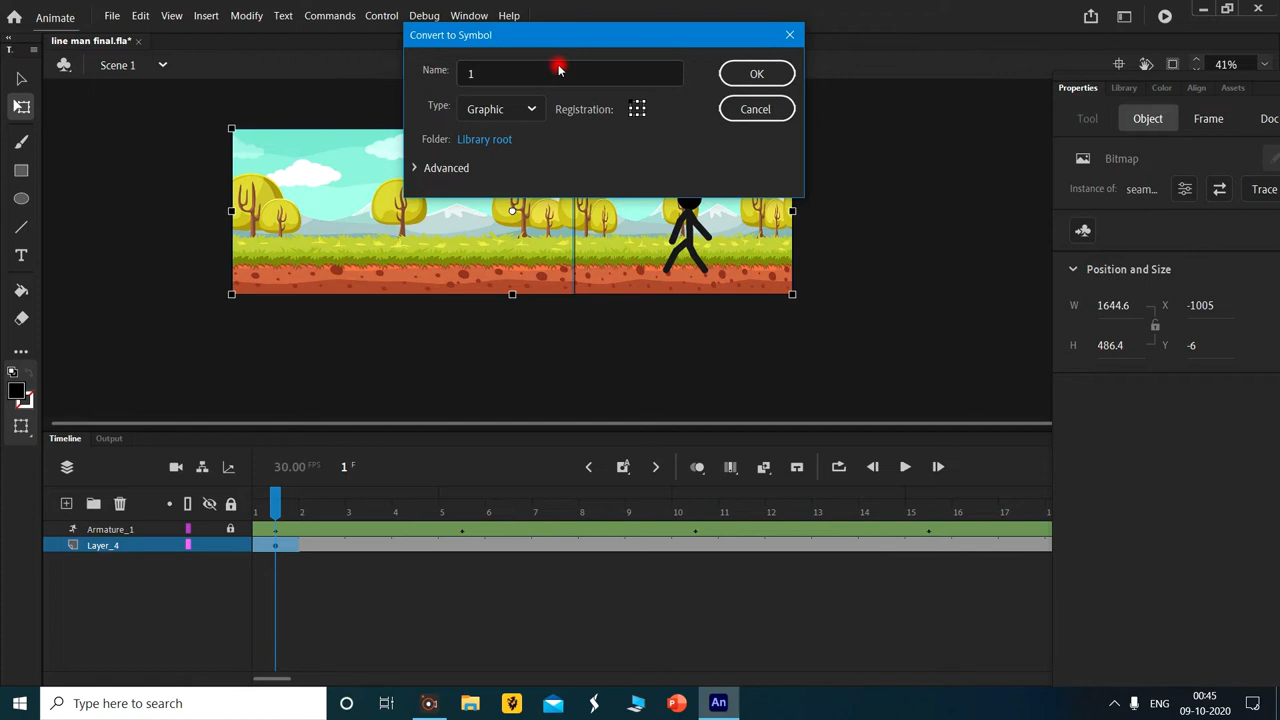 Animate File Edit View Insert Modify Text Commands Control Debug Window Help
line man final.fla*
Scene 1
41%
Convert to Symbol
Name: 1
OK
Type: Graphic
Registration:
Cancel
Folder: Library root
Advanced
T.
Properties Library Color Align Assets
Tool Object Frame Doc
Bitmap
Instance of: seam... Trace
Position and Size
W 1644.6 X -1005
H 486.4 Y -6
Timeline Output
30.00 FPS 1 F
1 2 3 4 5 6 7 8 9 10 11 12 13 14 15 16 17 1
Armature_1
Layer_4
Type here to search
An
ENG
00:45
09-10-2020